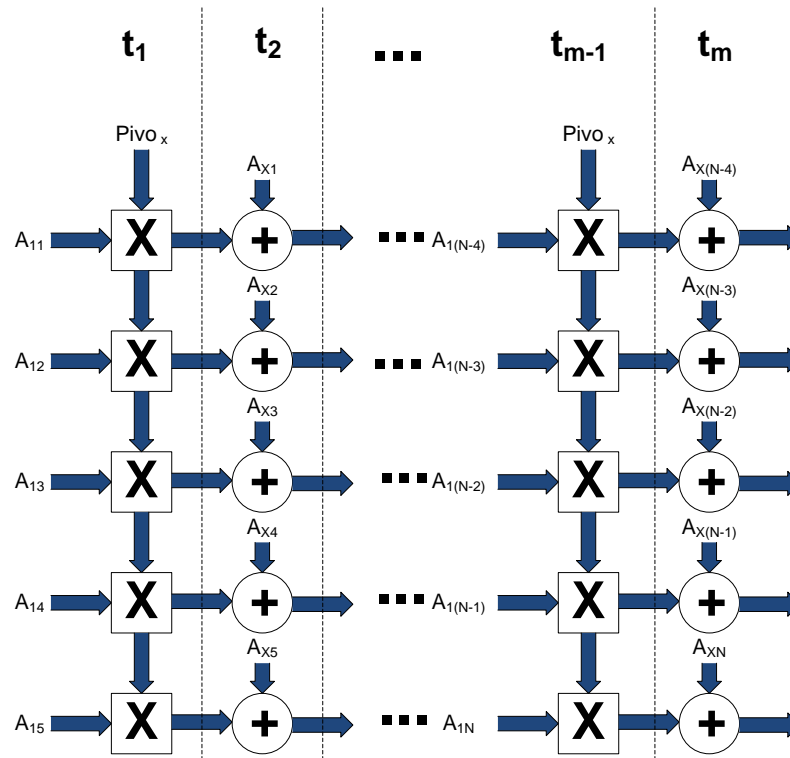 t1 t2 ... tm-1 tm
Pivo x Pivo x
AX1 AX(N-4)
A11 X + ... A1(N-4) X +
AX2 AX(N-3)
A12 X + ... A1(N-3) X +
AX3 AX(N-2)
A13 X + ... A1(N-2) X +
AX4 AX(N-1)
A14 X + ... A1(N-1) X +
AX5 AXN
A15 X + ... A1N X +